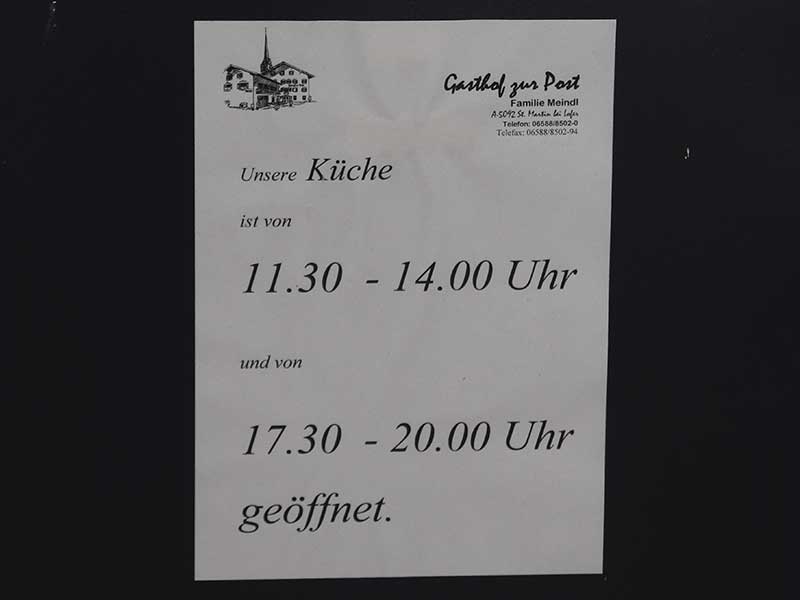 Gasthof zur Post
Familie Meindl
A-5092 St. Martin bei Lofer
Telefon: 06588/8502-0
Telefax: 06588/8502-94
Unsere Küche
ist von
11.30 - 14.00 Uhr
und von
17.30 - 20.00 Uhr
geöffnet.